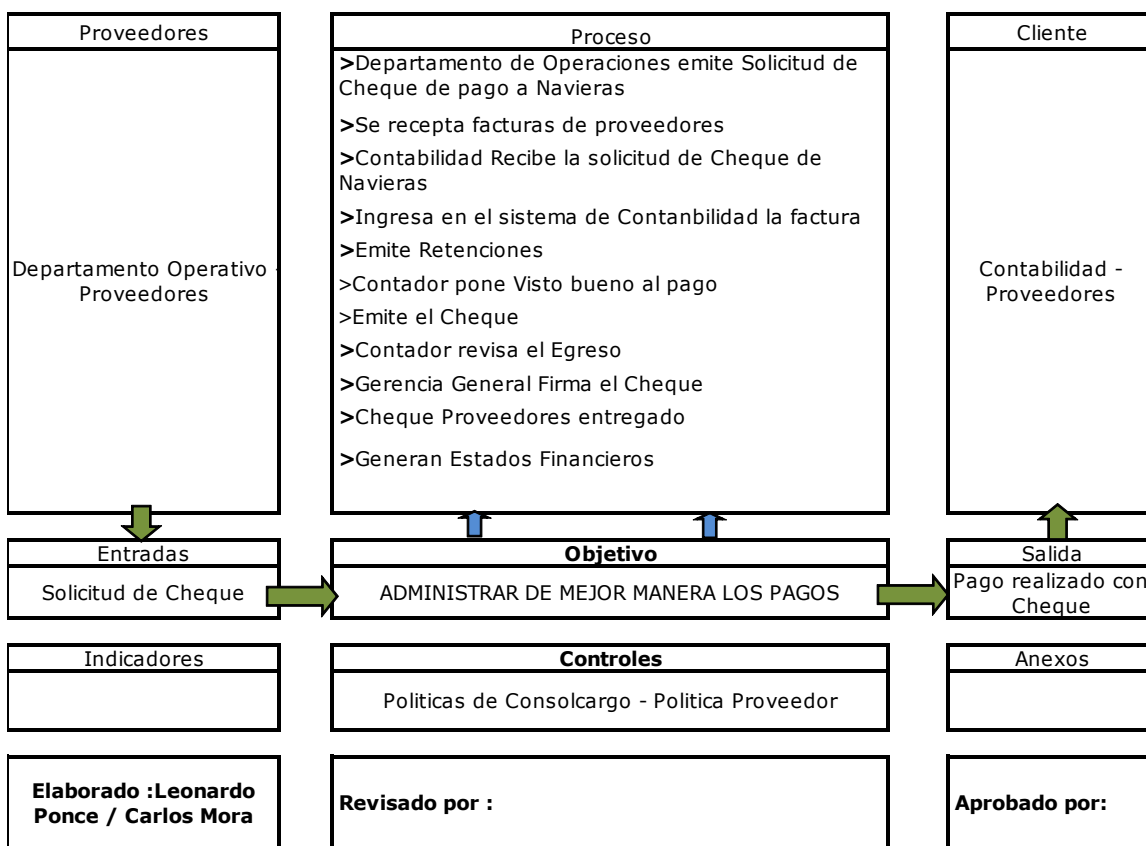 Proveedores
Departamento Operativo -
Proveedores
Proceso
>Departamento de Operaciones emite Solicitud de
Cheque de pago a Navieras
>Se recepta facturas de proveedores
>Contabilidad Recibe la solicitud de Cheque de
Navieras
>Ingresa en el sistema de Contanbilidad la factura
>Emite Retenciones
>Contador pone Visto bueno al pago
>Emite el Cheque
>Contador revisa el Egreso
>Gerencia General Firma el Cheque
>Cheque Proveedores entregado
>Generan Estados Financieros
Cliente
Contabilidad -
Proveedores
Entradas
Solicitud de Cheque
Objetivo
ADMINISTRAR DE MEJOR MANERA LOS PAGOS
Salida
Pago realizado con
Cheque
Indicadores
Controles
Politicas de Consolcargo - Politica Proveedor
Anexos
Elaborado :Leonardo
Ponce / Carlos Mora
Revisado por :
Aprobado por: